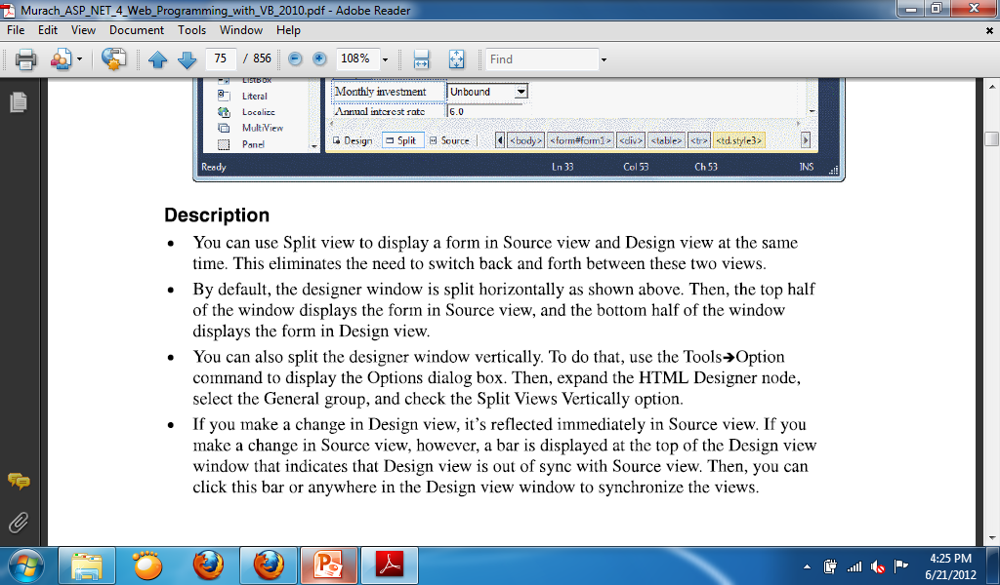 Murach_ASP_NET_4_Web_Programming_with_VB_2010.pdf - Adobe Reader
File Edit View Document Tools Window Help
75 / 856 108% Find
ListBox
Literal
Localize
MultiView
Panel
Monthly investment Unbound
Annual interest rate 6.0
Design Split Source <body> <form#form1> <div> <table> <tr> <td.style3>
Ready Ln 33 Col 53 Ch 53 INS
Description
• You can use Split view to display a form in Source view and Design view at the same
time. This eliminates the need to switch back and forth between these two views.
• By default, the designer window is split horizontally as shown above. Then, the top half
of the window displays the form in Source view, and the bottom half of the window
displays the form in Design view.
• You can also split the designer window vertically. To do that, use the Tools➔Option
command to display the Options dialog box. Then, expand the HTML Designer node,
select the General group, and check the Split Views Vertically option.
• If you make a change in Design view, it’s reflected immediately in Source view. If you
make a change in Source view, however, a bar is displayed at the top of the Design view
window that indicates that Design view is out of sync with Source view. Then, you can
click this bar or anywhere in the Design view window to synchronize the views.
4:25 PM
6/21/2012